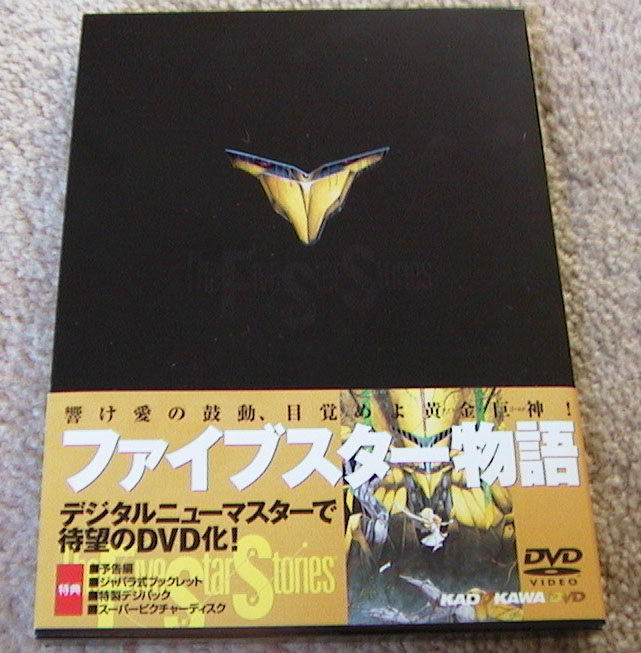 The Five Star Stories
響け愛の鼓動、目覚めよ黄金巨神！
ファイブスター物語
デジタルニューマスターで
待望のDVD化！
The Five Star Stories
特典
■予告編
■ジャバラ式ブックレット
■特製デジパック
■スーパーピクチャーディスク
DVD
VIDEO
KADOKAWA DVD